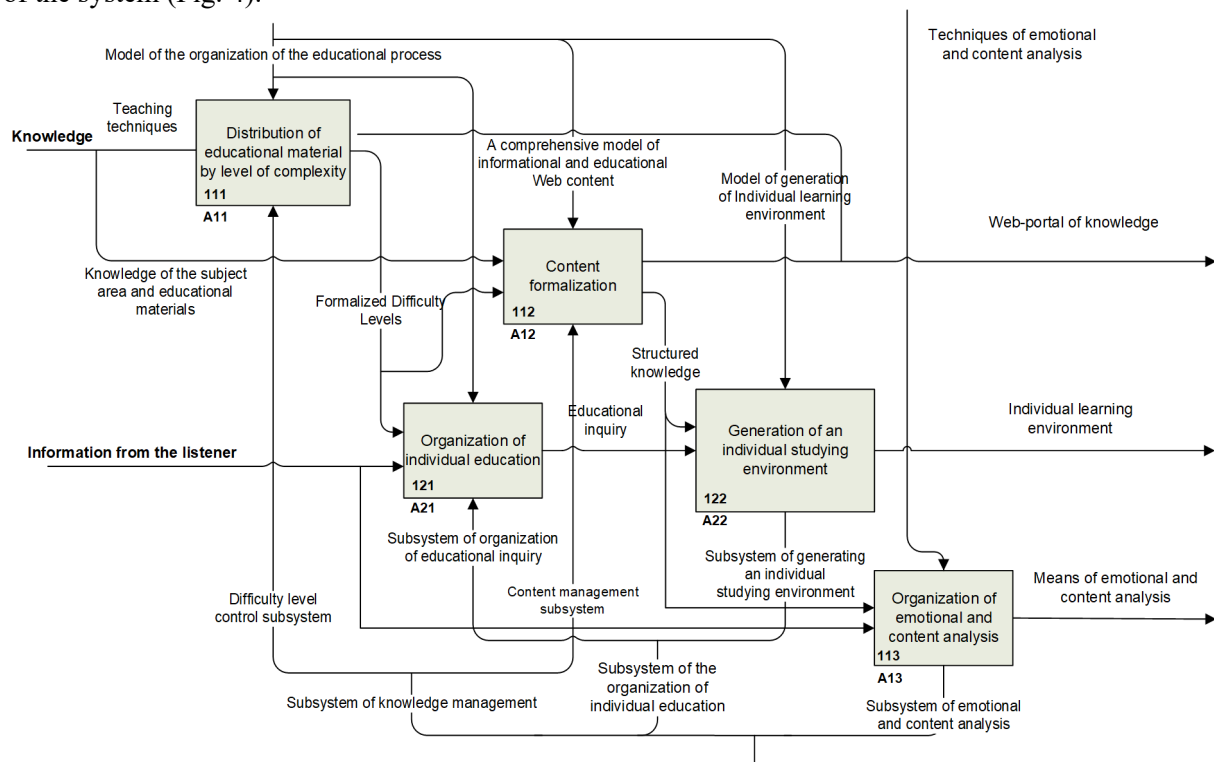 of the system (Fig. 4).
Model of the organization of the educational process
Techniques of emotional
and content analysis
Teaching
techniques
Knowledge
Distribution of
educational material
by level of complexity
111
A11
A comprehensive model of
informational and educational
Web content
Model of generation
of Individual learning
environment
Web-portal of knowledge
Knowledge of the subject
area and educational
materials
Content
formalization
112
A12
Formalized Difficulty
Levels
Structured
knowledge
Educational
inquiry
Individual learning
environment
Information from the listener
Organization of
individual education
121
A21
Generation of an
individual studying
environment
122
A22
Subsystem of organization
of educational inquiry
Subsystem of generating
an individual
studying environment
Difficulty level
control subsystem
Content management
subsystem
Organization of
emotional and
content analysis
113
A13
Means of emotional and
content analysis
Subsystem of knowledge management
Subsystem of the
organization of
individual education
Subsystem of emotional
and content analysis